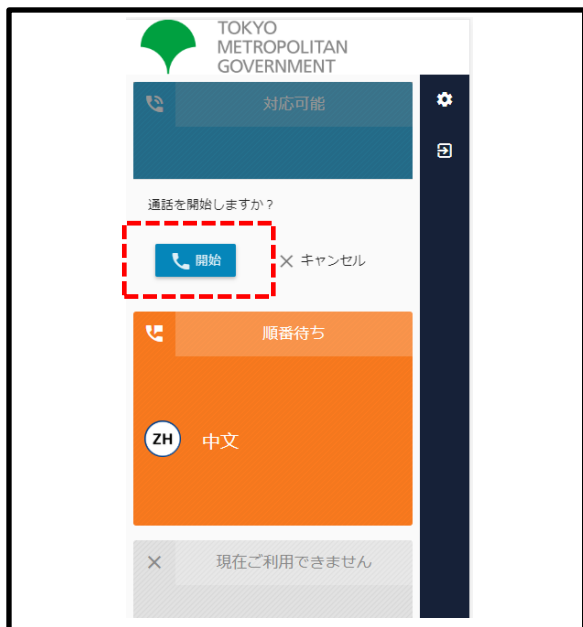 TOKYO
METROPOLITAN
GOVERNMENT
対応可能
通話を開始しますか？
開始
キャンセル
順番待ち
ZH
中文
現在ご利用できません